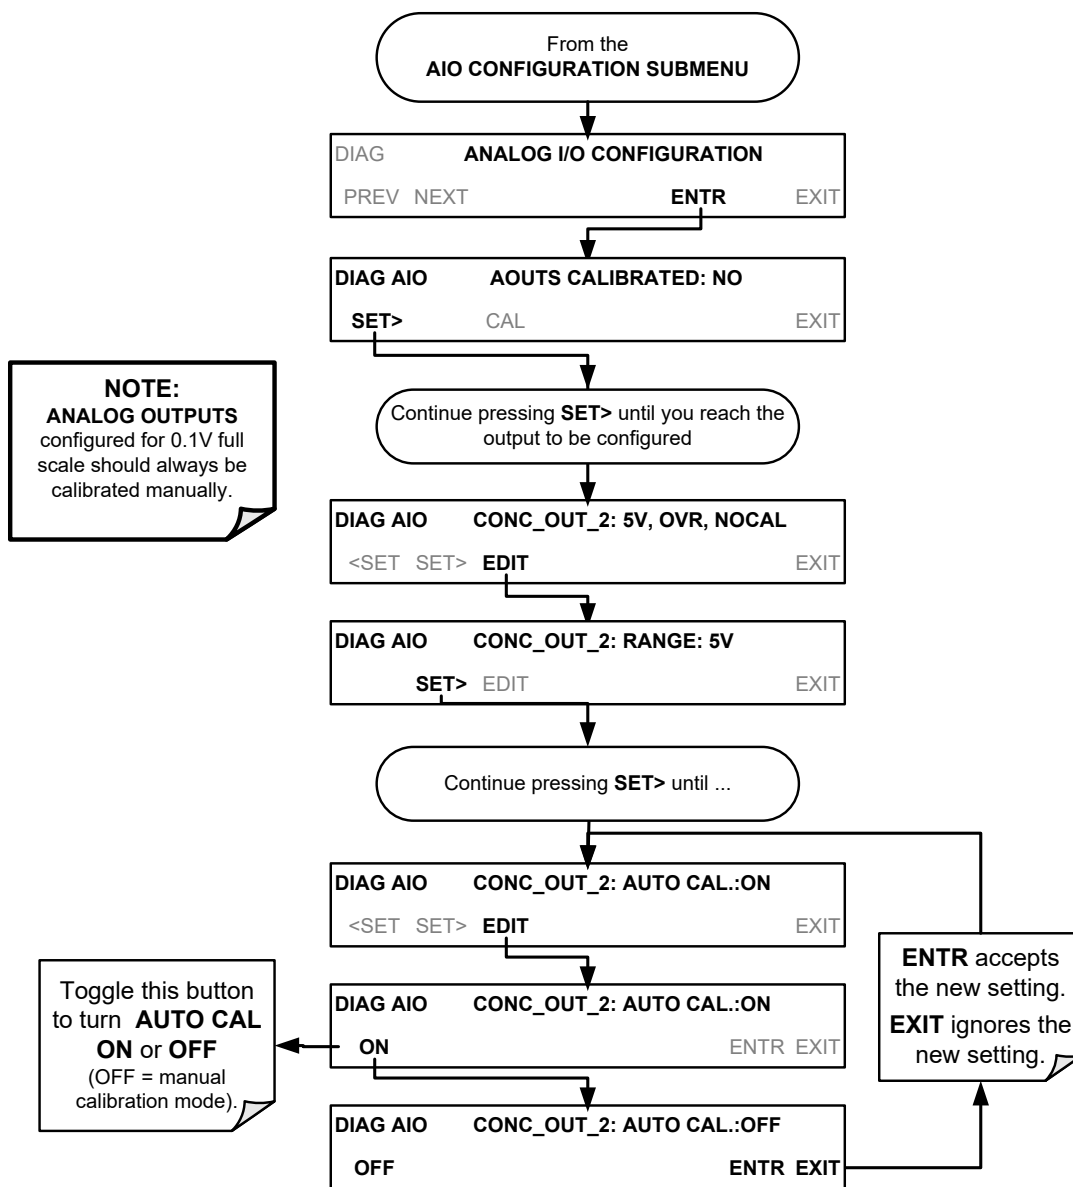 From the
AIO CONFIGURATION SUBMENU
DIAG ANALOG I/O CONFIGURATION
PREV NEXT ENTR EXIT
DIAG AIO AOUTS CALIBRATED: NO
SET> CAL EXIT
NOTE:
ANALOG OUTPUTS
configured for 0.1V full
scale should always be
calibrated manually.
Continue pressing SET> until you reach the
output to be configured
DIAG AIO CONC_OUT_2: 5V, OVR, NOCAL
<SET SET> EDIT EXIT
DIAG AIO CONC_OUT_2: RANGE: 5V
SET> EDIT EXIT
Continue pressing SET> until ...
DIAG AIO CONC_OUT_2: AUTO CAL.:ON
<SET SET> EDIT EXIT
ENTR accepts
the new setting.
EXIT ignores the
new setting.
Toggle this button
to turn AUTO CAL
ON or OFF
(OFF = manual
calibration mode).
DIAG AIO CONC_OUT_2: AUTO CAL.:ON
ON ENTR EXIT
DIAG AIO CONC_OUT_2: AUTO CAL.:OFF
OFF ENTR EXIT